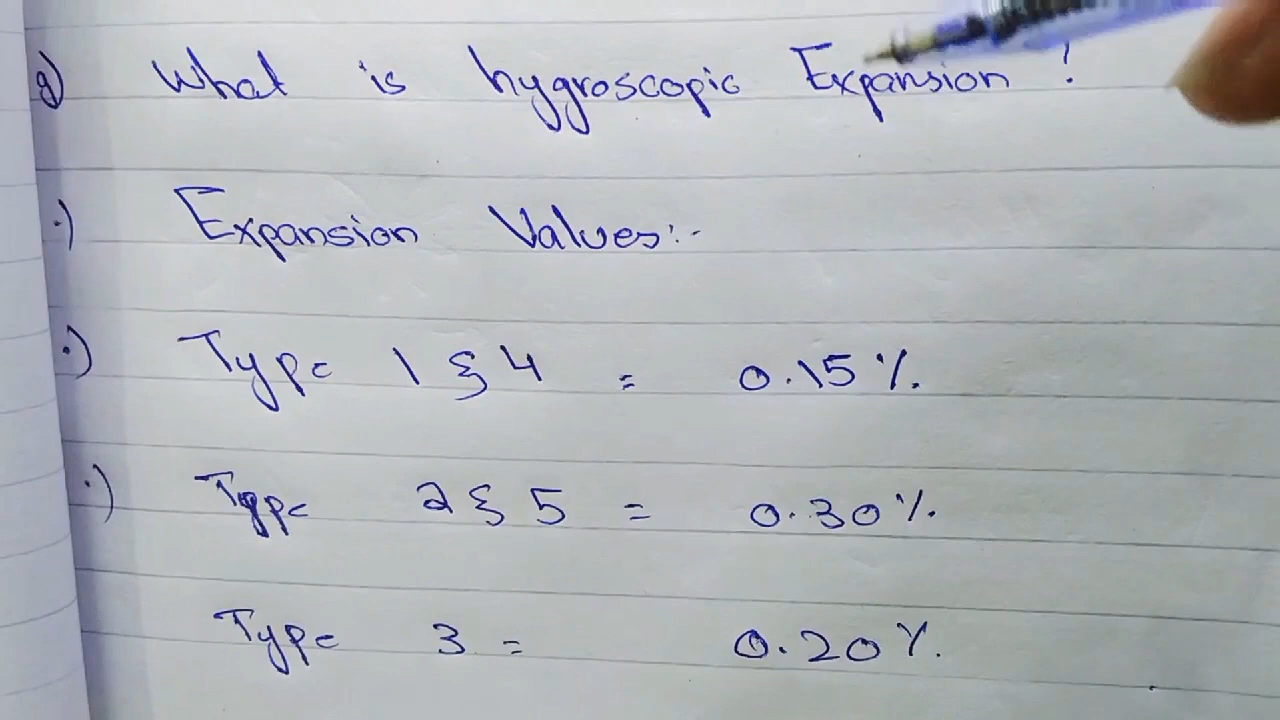 Q) What is hygroscopic Expansion !
·) Expansion Values:-
·) Type 1 & 4 = 0.15%.
·) Type 2 & 5 = 0.30%.
Type 3 = 0.20%.